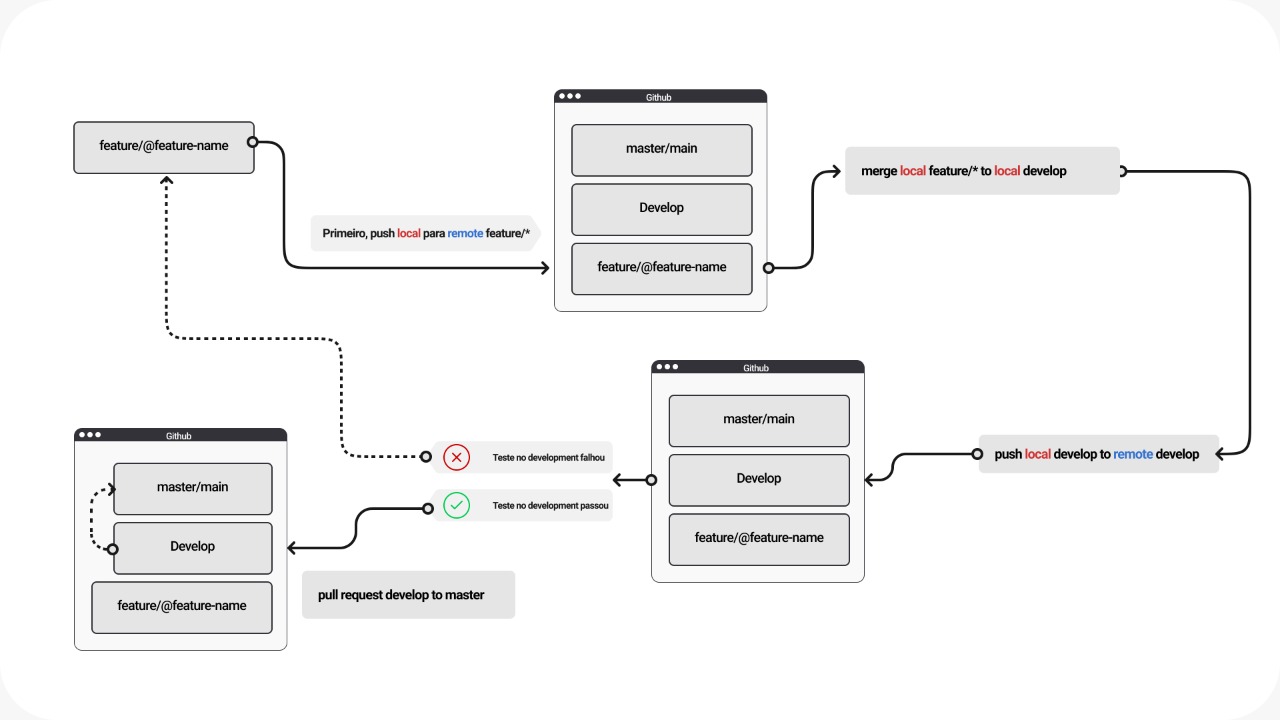 Github
feature/@feature-name
master/main
merge local feature/* to local develop
Develop
Primeiro, push local para remote feature/*
feature/@feature-name
Github
master/main
Github
push local develop to remote develop
Teste no development falhou
Develop
master/main
Teste no development passou
feature/@feature-name
Develop
pull request develop to master
feature/@feature-name